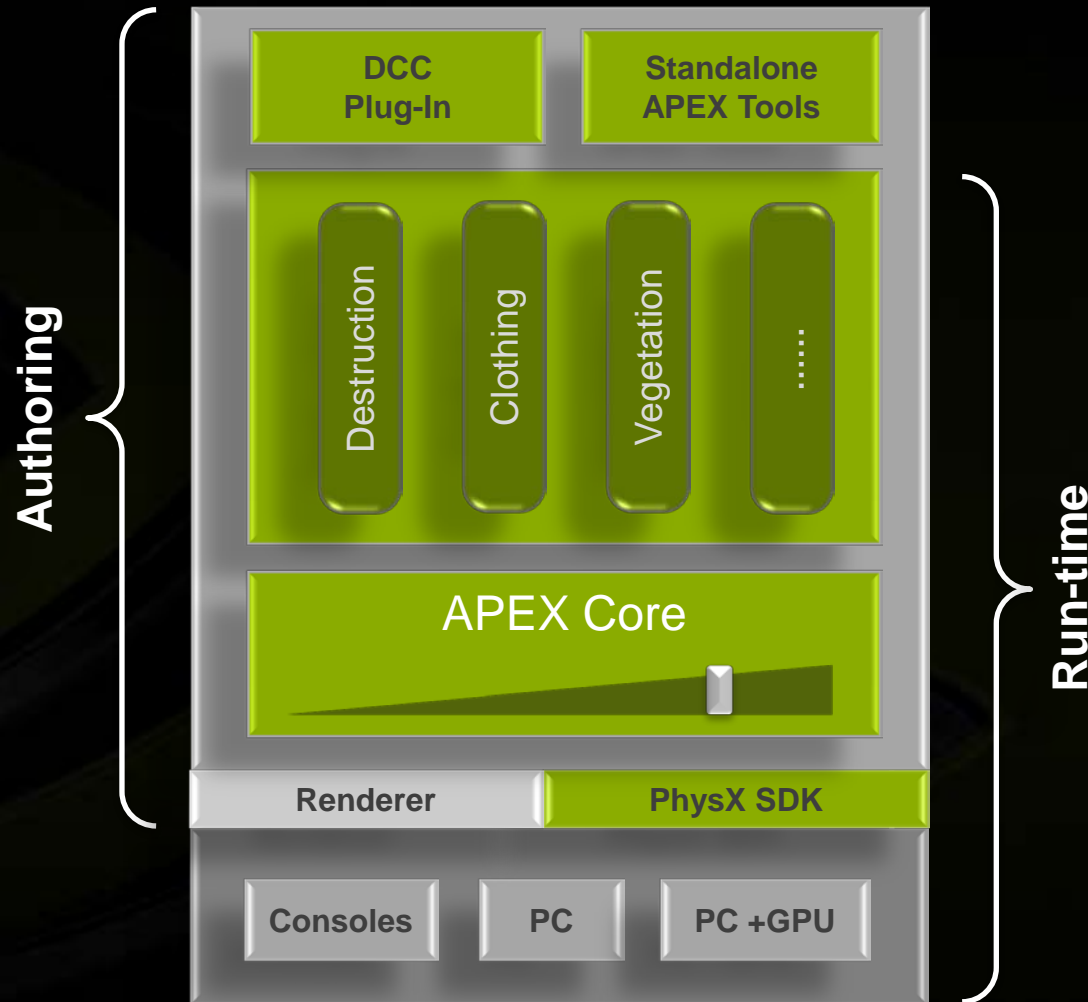 DCC
Plug-In
Standalone
APEX Tools
Authoring
Destruction
Clothing
Vegetation
......
Run-time
APEX Core
Renderer
PhysX SDK
Consoles
PC
PC +GPU